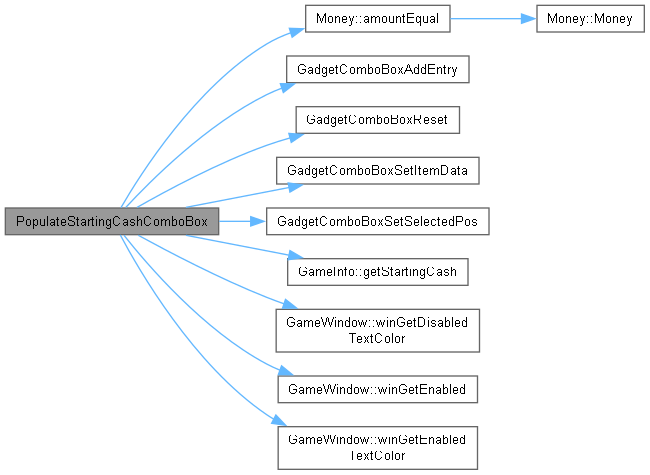 Money::amountEqual
Money::Money
GadgetComboBoxAddEntry
GadgetComboBoxReset
GadgetComboBoxSetItemData
PopulateStartingCashComboBox
GadgetComboBoxSetSelectedPos
GameInfo::getStartingCash
GameWindow::winGetDisabled
TextColor
GameWindow::winGetEnabled
GameWindow::winGetEnabled
TextColor